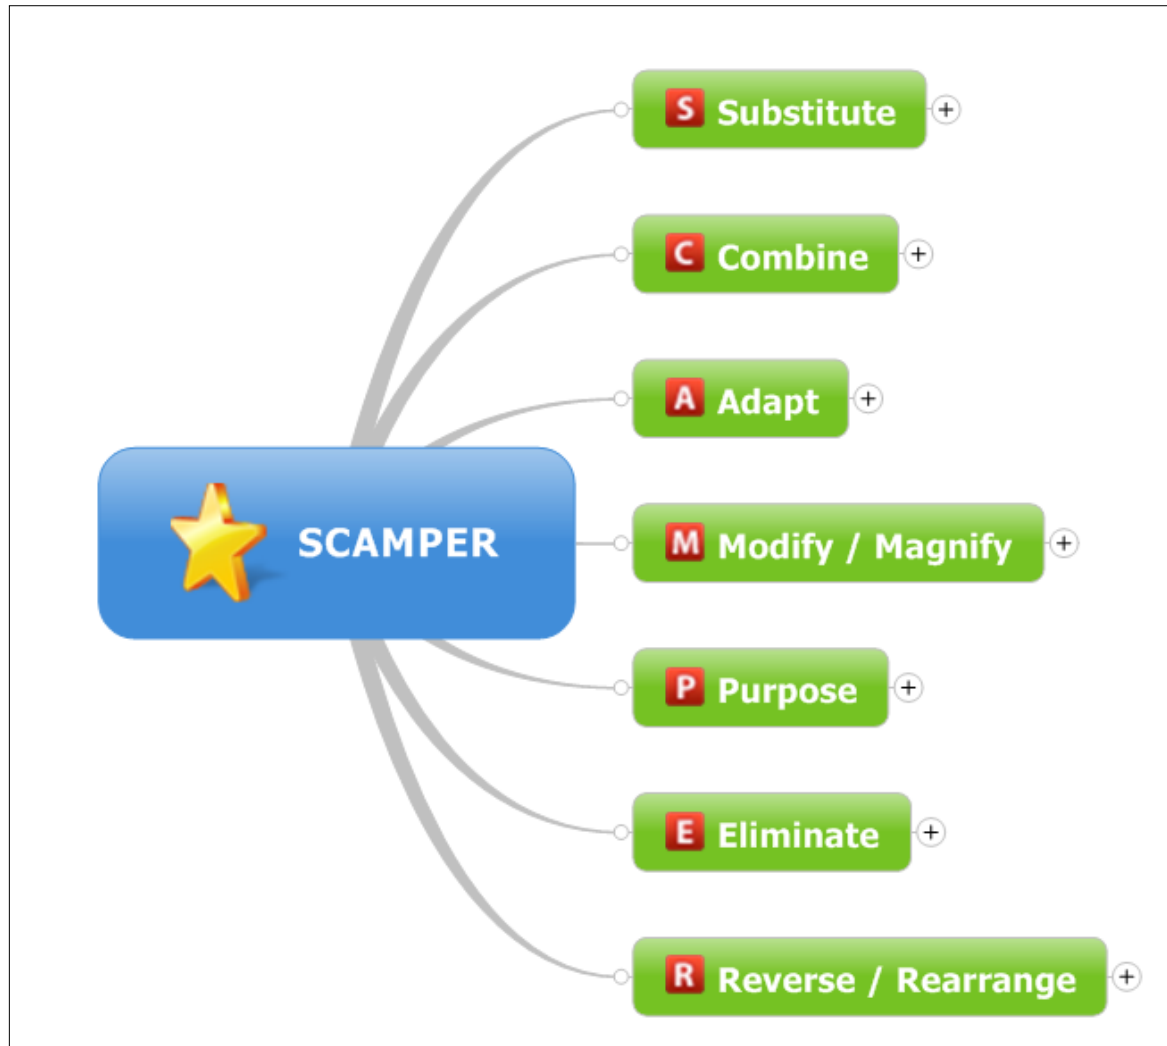 S Substitute
C Combine
A Adapt
SCAMPER
M Modify / Magnify
P Purpose
E Eliminate
R Reverse / Rearrange